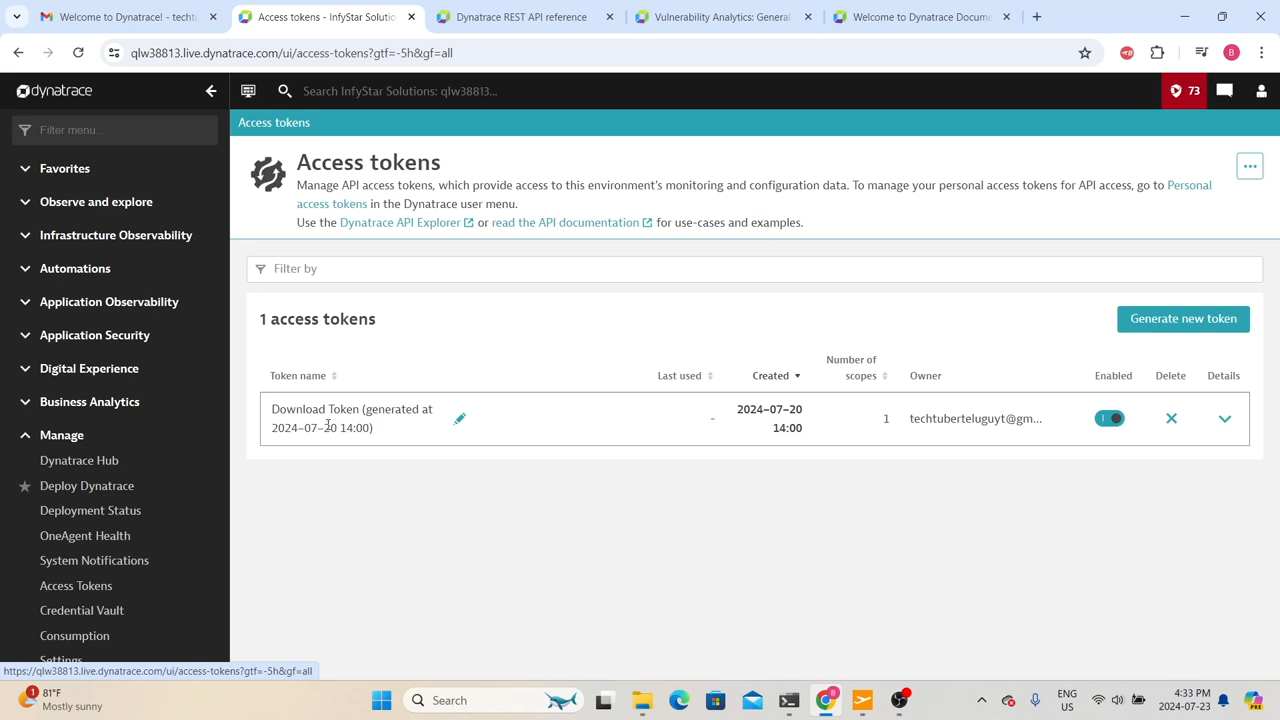 Welcome to Dynatrace! - techtu
Access tokens - InfyStar Solutio
Dynatrace REST API reference
Vulnerability Analytics: General
Welcome to Dynatrace Docume
qlw38813.live.dynatrace.com/ui/access-tokens?gtf=-5h&gf=all
B
dynatrace
Search InfyStar Solutions: qlw38813...
73
Filter menu...
Favorites
Observe and explore
Infrastructure Observability
Automations
Application Observability
Application Security
Digital Experience
Business Analytics
Manage
Dynatrace Hub
Deploy Dynatrace
Deployment Status
OneAgent Health
System Notifications
Access Tokens
Credential Vault
Consumption
Settings
Access tokens
Access tokens
Manage API access tokens, which provide access to this environment's monitoring and configuration data. To manage your personal access tokens for API access, go to Personal
access tokens in the Dynatrace user menu.
Use the Dynatrace API Explorer or read the API documentation for use-cases and examples.
Filter by
1 access tokens
Generate new token
Token name
Last used
Created
Number of
scopes
Owner
Enabled
Delete
Details
Download Token (generated at
2024-07-20 14:00)
-
2024-07-20
14:00
1
techtuberteluguyt@gm...
https://qlw38813.live.dynatrace.com/ui/access-tokens?gtf=-5h&gf=all
1
81°F
Mostly sunny
Search
B
ENG
US
4:33 PM
2024-07-23
PRE